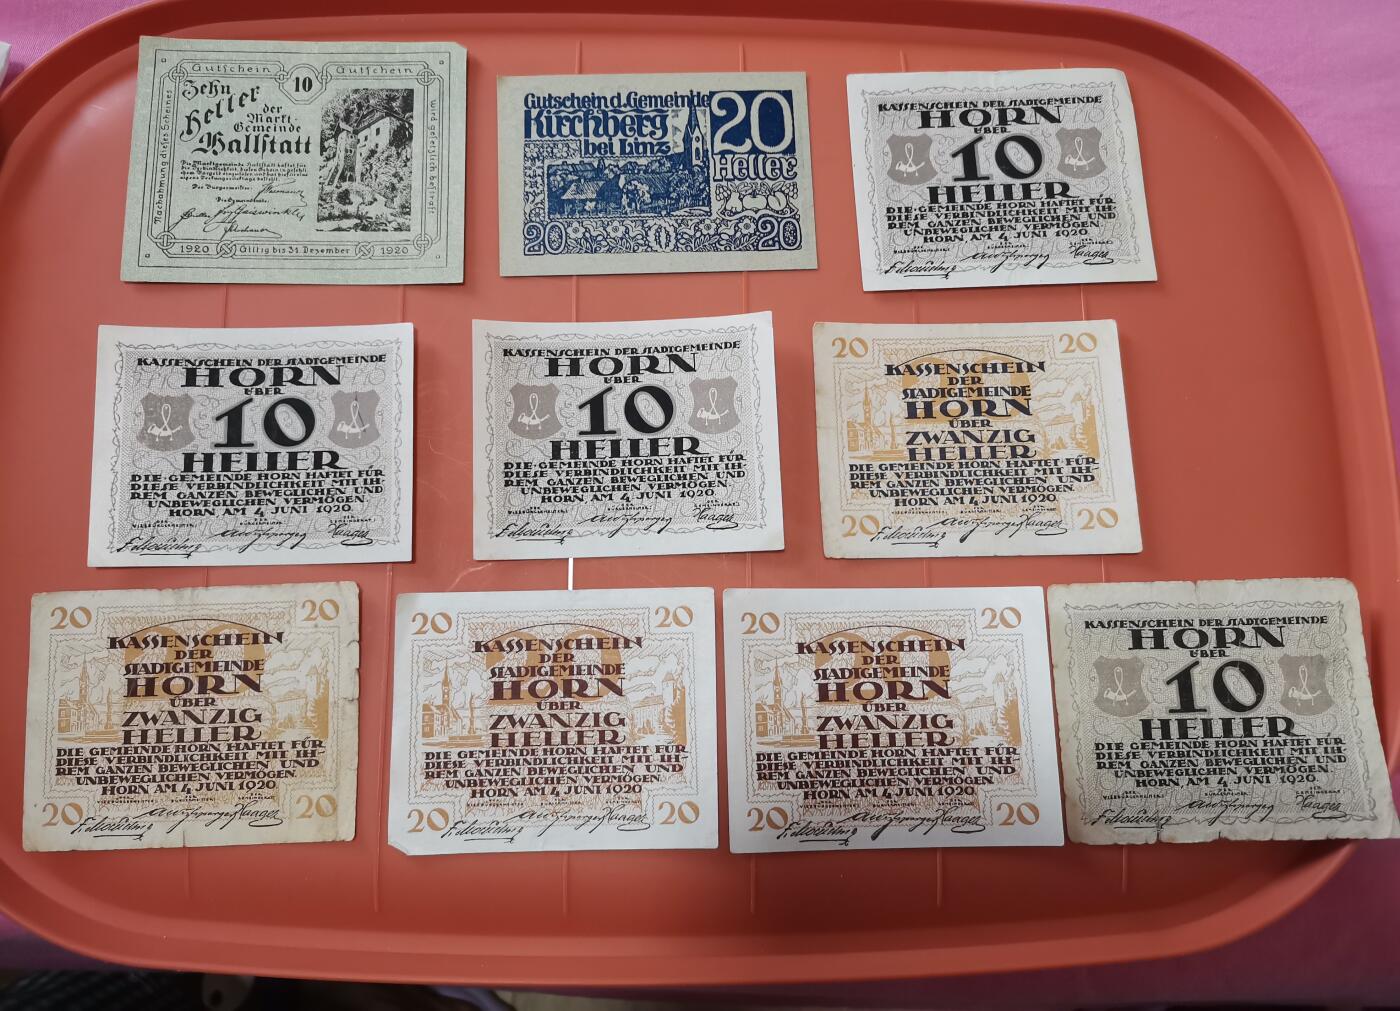 Gutschein 10 Gutschein
Nachahmung dieses Scheines
wird gesetzlich bestraft
Zehn
Heller
der
Markt-
Gemeinde
Hallstatt
1920 Gültig bis 31 Dezember 1920
Gutschein d. Gemeinde
Kirchberg
bei Linz
20
Heller
20 20
KASSENSCHEIN DER STADTGEMEINDE
HORN
ÜBER
10
HELLER
DIE GEMEINDE HORN HAFTET FÜR
DIESE VERBINDLICHKEIT MIT IH-
REM GANZEN BEWEGLICHEN UND
UNBEWEGLICHEN VERMÖGEN.
HORN, AM 4 JUNI 1920.
KASSENSCHEIN DER STADTGEMEINDE
HORN
ÜBER
10
HELLER
DIE GEMEINDE HORN HAFTET FÜR
DIESE VERBINDLICHKEIT MIT IH-
REM GANZEN BEWEGLICHEN UND
UNBEWEGLICHEN VERMÖGEN.
HORN, AM 4 JUNI 1920.
KASSENSCHEIN DER STADTGEMEINDE
HORN
ÜBER
10
HELLER
DIE GEMEINDE HORN HAFTET FÜR
DIESE VERBINDLICHKEIT MIT IH-
REM GANZEN BEWEGLICHEN UND
UNBEWEGLICHEN VERMÖGEN.
HORN, AM 4 JUNI 1920.
20 20
KASSENSCHEIN
DER
STADTGEMEINDE
HORN
ÜBER
ZWANZIG
HELLER
DIE GEMEINDE HORN HAFTET FÜR
DIESE VERBINDLICHKEIT MIT IH-
REM GANZEN BEWEGLICHEN UND
UNBEWEGLICHEN VERMÖGEN.
HORN AM 4 JUNI 1920.
20 20
20 20
KASSENSCHEIN
DER
STADTGEMEINDE
HORN
ÜBER
ZWANZIG
HELLER
DIE GEMEINDE HORN HAFTET FÜR
DIESE VERBINDLICHKEIT MIT IH-
REM GANZEN BEWEGLICHEN UND
UNBEWEGLICHEN VERMÖGEN.
HORN AM 4 JUNI 1920.
20 20
20 20
KASSENSCHEIN
DER
STADTGEMEINDE
HORN
ÜBER
ZWANZIG
HELLER
DIE GEMEINDE HORN HAFTET FÜR
DIESE VERBINDLICHKEIT MIT IH-
REM GANZEN BEWEGLICHEN UND
UNBEWEGLICHEN VERMÖGEN.
HORN AM 4 JUNI 1920.
20 20
20 20
KASSENSCHEIN
DER
STADTGEMEINDE
HORN
ÜBER
ZWANZIG
HELLER
DIE GEMEINDE HORN HAFTET FÜR
DIESE VERBINDLICHKEIT MIT IH-
REM GANZEN BEWEGLICHEN UND
UNBEWEGLICHEN VERMÖGEN.
HORN AM 4 JUNI 1920.
20 20
KASSENSCHEIN DER STADTGEMEINDE
HORN
ÜBER
10
HELLER
DIE GEMEINDE HORN HAFTET FÜR
DIESE VERBINDLICHKEIT MIT IH-
REM GANZEN BEWEGLICHEN UND
UNBEWEGLICHEN VERMÖGEN.
HORN, AM 4 JUNI 1920.